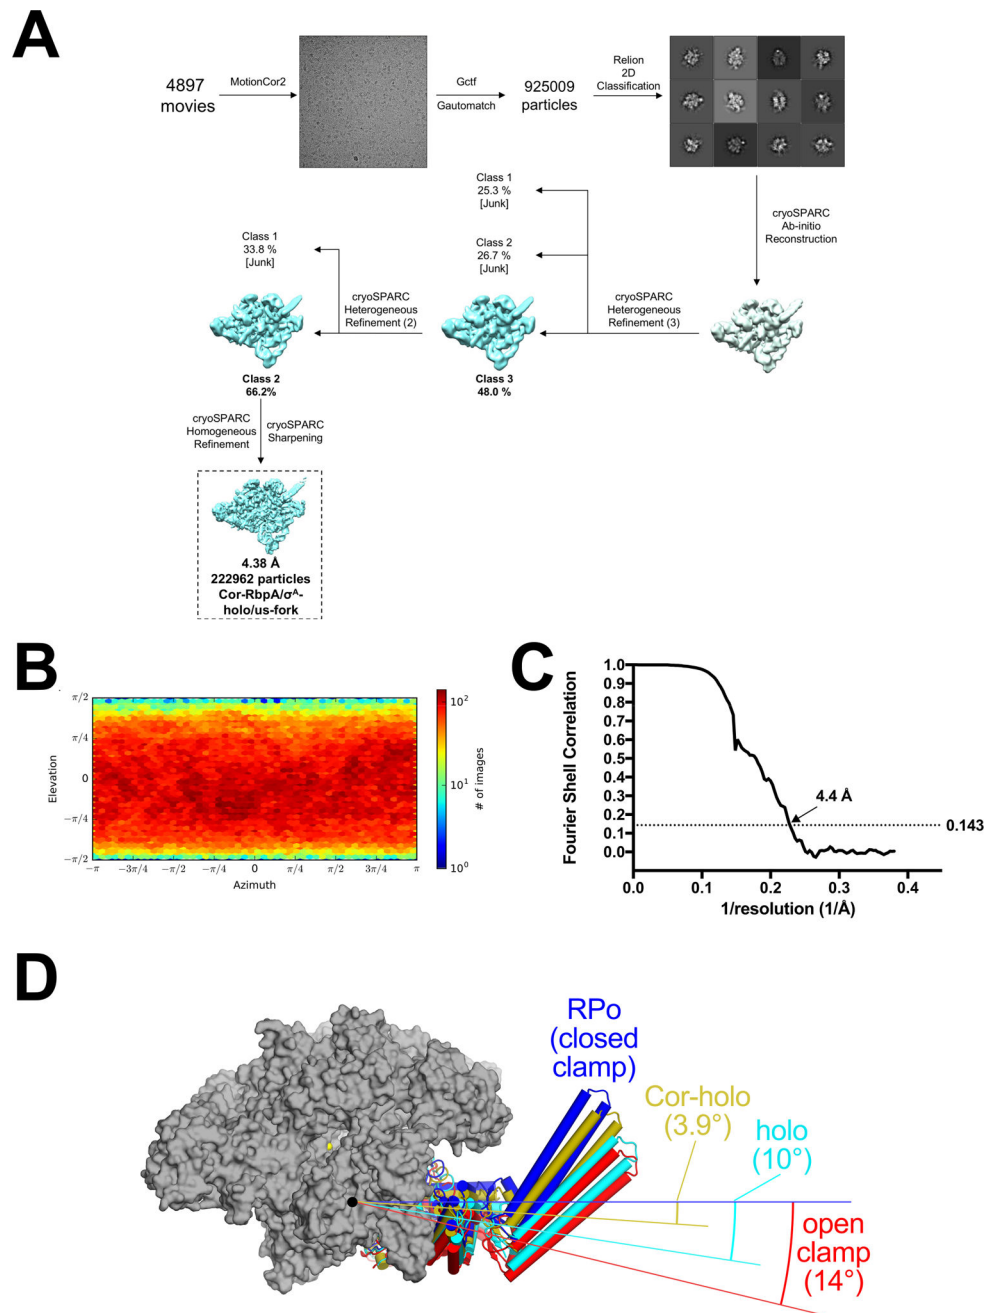 A
4897
movies
MotionCor2
Gctf
Gautomatch
925009
particles
Relion
2D
Classification
cryoSPARC
Ab-initio
Reconstruction
Class 1
25.3 %
[Junk]
Class 2
26.7 %
[Junk]
cryoSPARC
Heterogeneous
Refinement (3)
Class 3
48.0 %
Class 1
33.8 %
[Junk]
cryoSPARC
Heterogeneous
Refinement (2)
Class 2
66.2%
cryoSPARC
Homogeneous
Refinement
cryoSPARC
Sharpening
4.38 Å
222962 particles
Cor-RbpA/σᴬ-
holo/us-fork
B
Elevation
π/2
π/4
0
−π/4
−π/2
−π
−3π/4
−π/2
−π/4
0
π/4
π/2
3π/4
π
Azimuth
10²
10¹
10⁰
# of images
C
Fourier Shell Correlation
1.0
0.9
0.8
0.7
0.6
0.5
0.4
0.3
0.2
0.1
0.0
4.4 Å
0.143
0.0
0.1
0.2
0.3
0.4
1/resolution (1/Å)
D
RPo
(closed
clamp)
Cor-holo
(3.9°)
holo
(10°)
open
clamp
(14°)